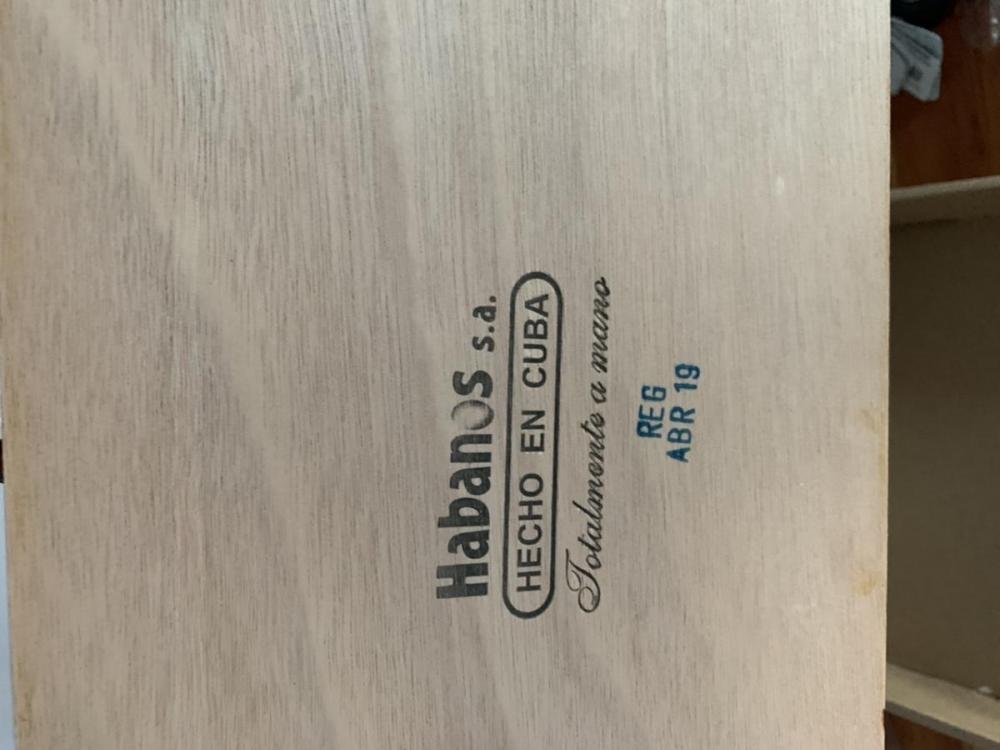 Habanos s.a.
HECHO EN CUBA
Totalmente a mano
REG
ABR 19